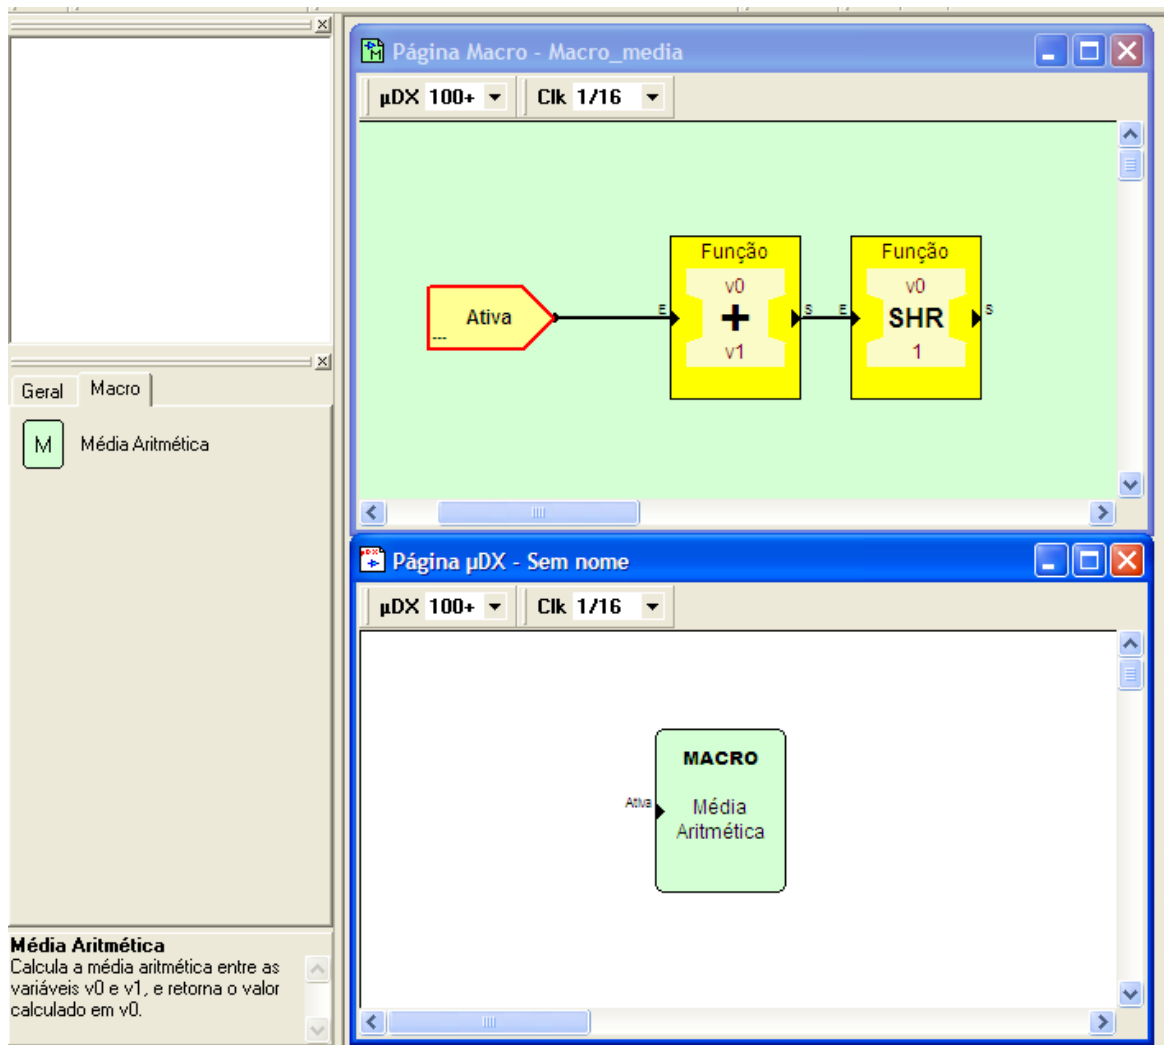 Geral Macro
M Média Aritmética
Média Aritmética
Calcula a média aritmética entre as
variáveis v0 e v1, e retorna o valor
calculado em v0.
Página Macro - Macro_media
µDX 100+ Clk 1/16
Ativa
---
E
Função
v0
+
v1
S
E
Função
v0
SHR
1
S
Página µDX - Sem nome
µDX 100+ Clk 1/16
Ativa
MACRO
Média
Aritmética